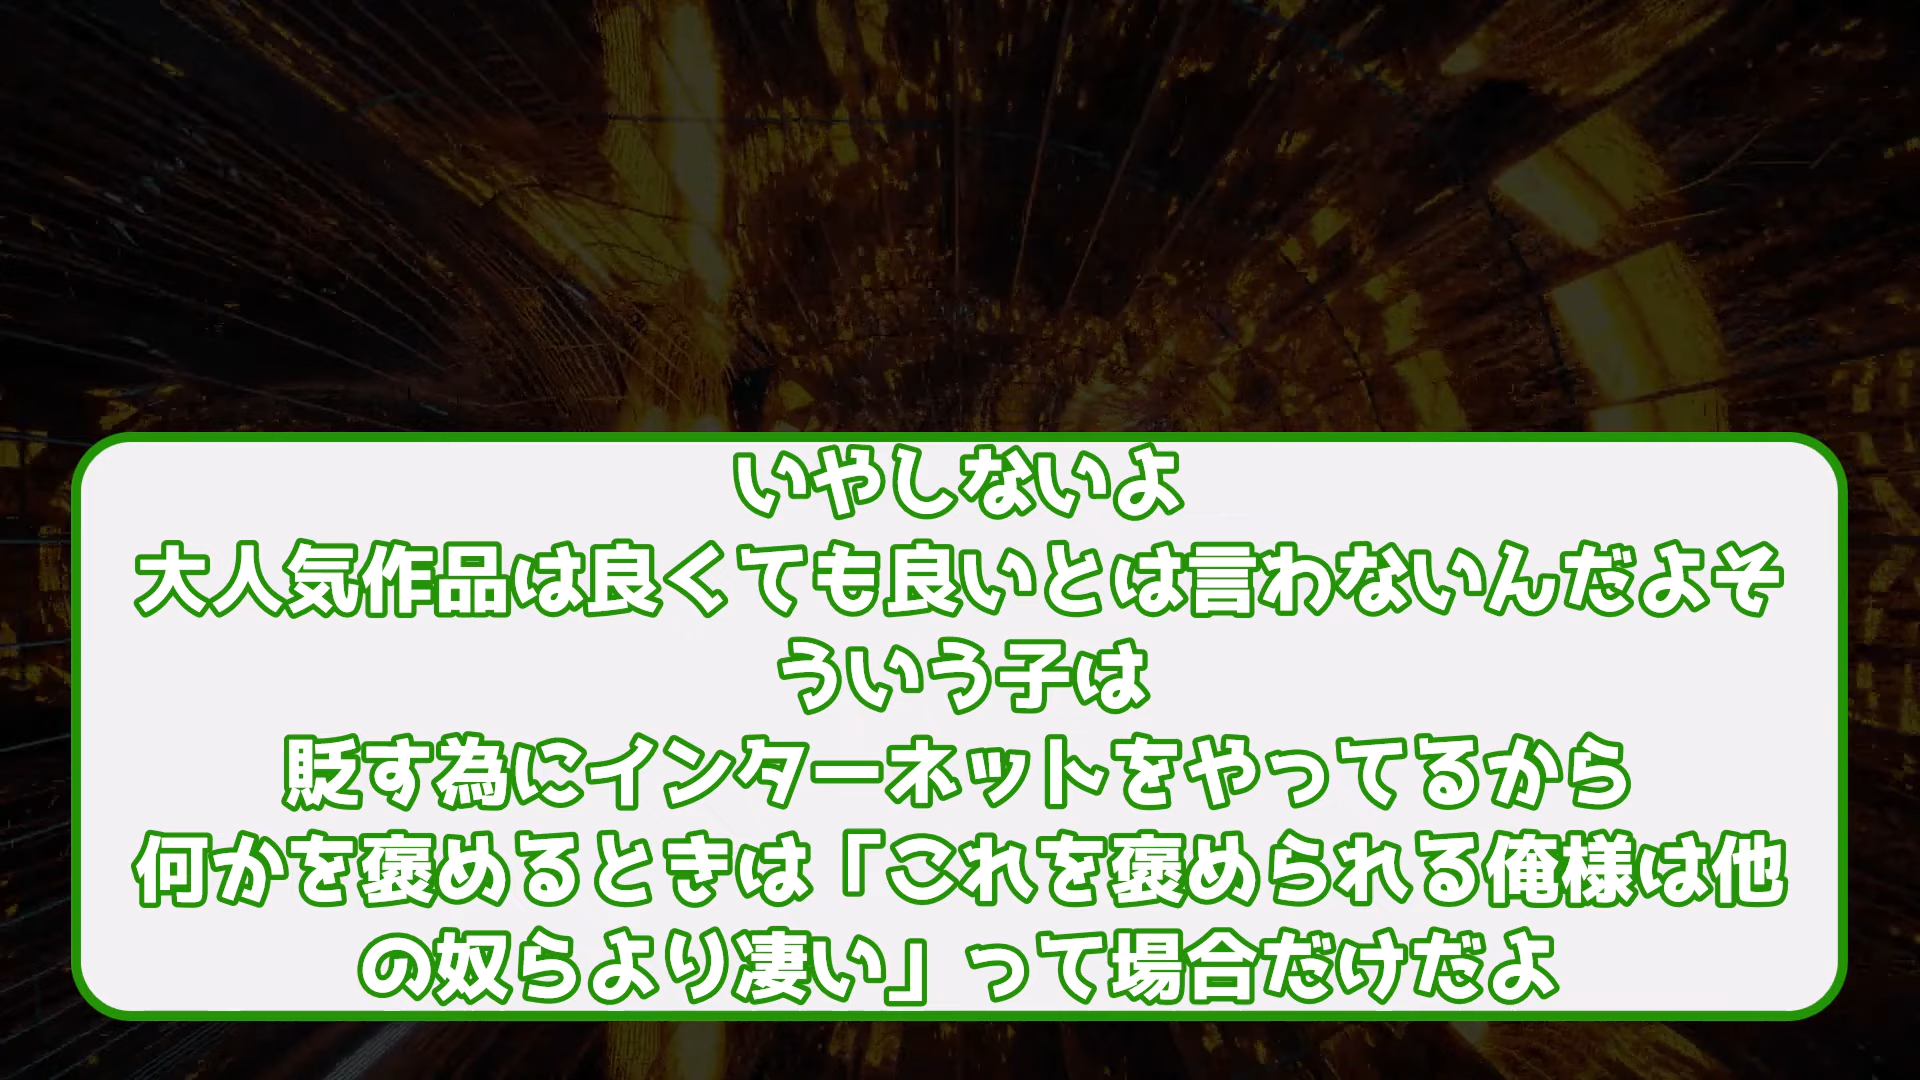 いやしないよ
大人気作品は良くても良いとは言わないんだよそ
ういう子は
貶す為にインターネットをやってるから
何かを褒めるときは「これを褒められる俺様は他
の奴らより凄い」って場合だけだよ